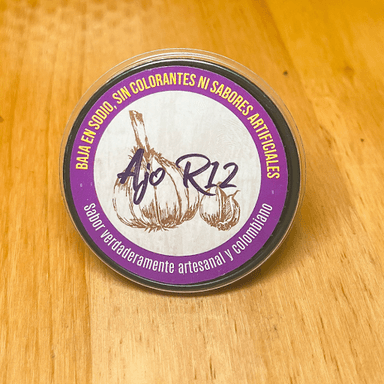 BAJA EN SODIO, SIN COLORANTES NI SABORES ARTIFICIALES
Ajo R12
Sabor verdaderamente artesanal y colombiano